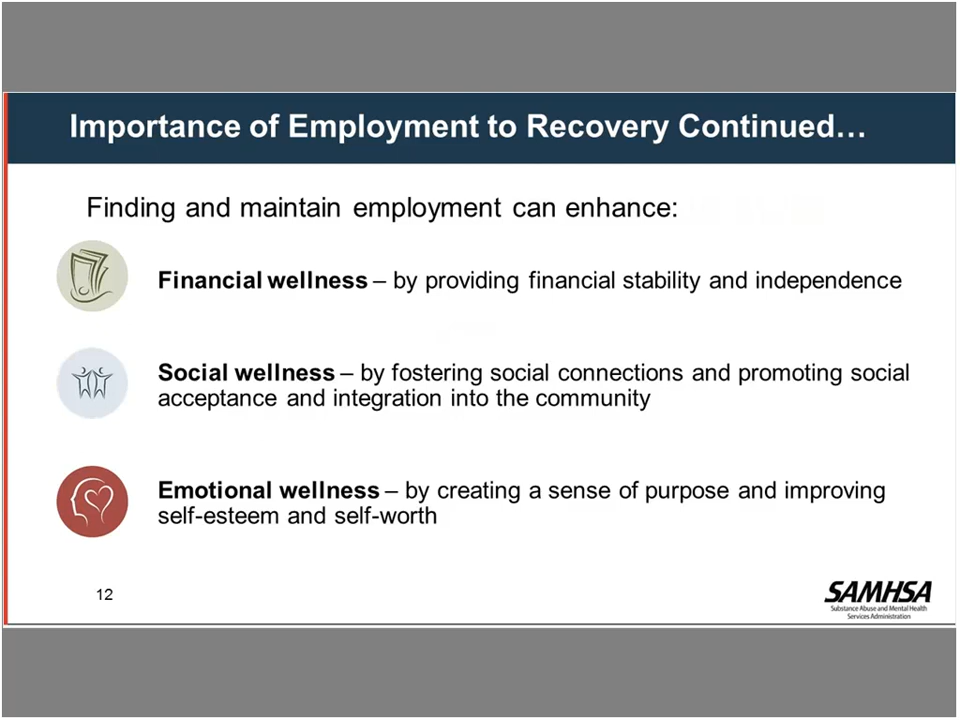 Importance of Employment to Recovery Continued…
Finding and maintain employment can enhance:
Financial wellness – by providing financial stability and independence
Social wellness – by fostering social connections and promoting social
acceptance and integration into the community
Emotional wellness – by creating a sense of purpose and improving
self-esteem and self-worth
12
SAMHSA
Substance Abuse and Mental Health
Services Administration